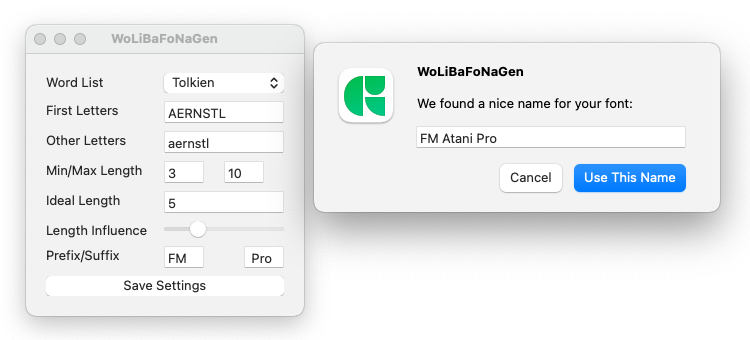 WoLiBaFoNaGen
Word List Tolkien
First Letters AERNSTL
Other Letters aernstl
Min/Max Length 3 10
Ideal Length 5
Length Influence
Prefix/Suffix FM Pro
Save Settings
WoLiBaFoNaGen
We found a nice name for your font:
FM Atani Pro
Cancel Use This Name